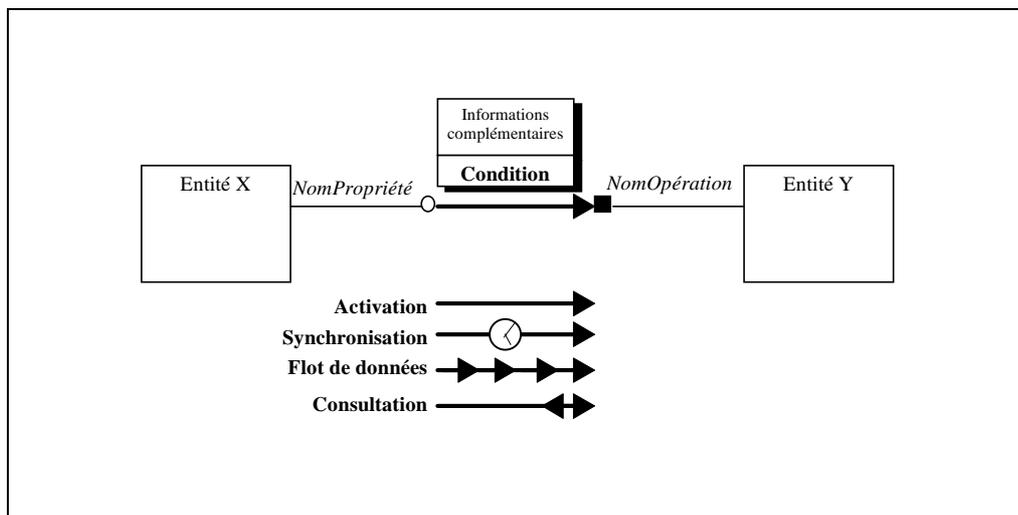 Informations
complémentaires
Condition
Entité X
NomPropriété
NomOpération
Entité Y
Activation
Synchronisation
Flot de données
Consultation